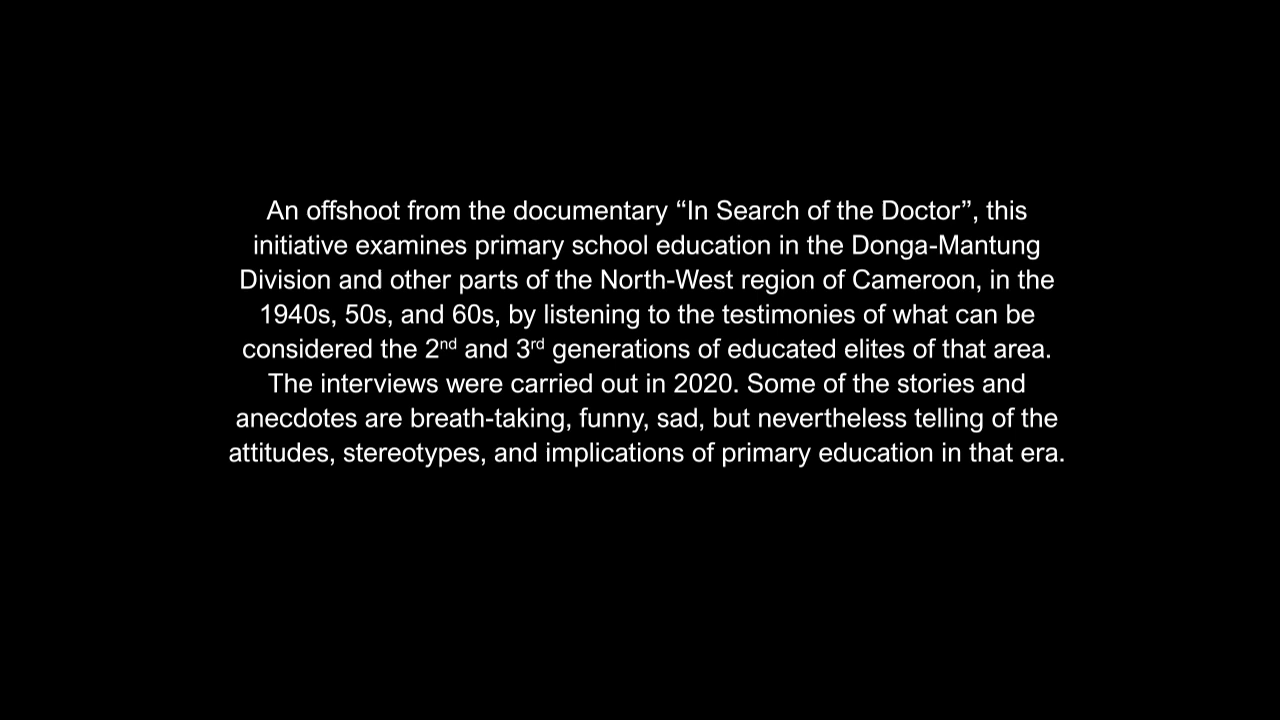 An offshoot from the documentary “In Search of the Doctor”, this
initiative examines primary school education in the Donga-Mantung
Division and other parts of the North-West region of Cameroon, in the
1940s, 50s, and 60s, by listening to the testimonies of what can be
considered the 2nd and 3rd generations of educated elites of that area.
The interviews were carried out in 2020. Some of the stories and
anecdotes are breath-taking, funny, sad, but nevertheless telling of the
attitudes, stereotypes, and implications of primary education in that era.